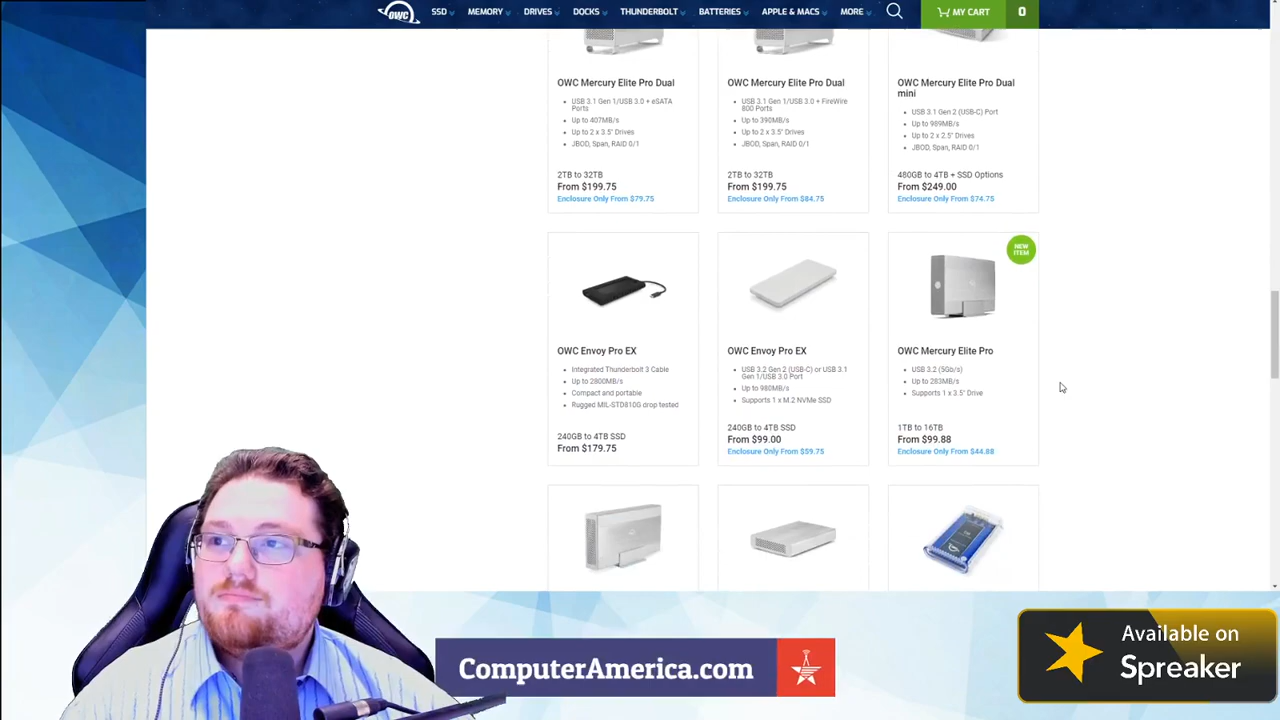 OWC
SSD
MEMORY
DRIVES
DOCKS
THUNDERBOLT
BATTERIES
APPLE & MACS
MORE
MY CART
0
OWC Mercury Elite Pro Dual
USB 3.1 Gen 1/USB 3.0 + eSATA
Ports
Up to 407MB/s
Up to 2 x 3.5" Drives
JBOD, Span, RAID 0/1
2TB to 32TB
From $199.75
Enclosure Only From $79.75
OWC Mercury Elite Pro Dual
USB 3.1 Gen 1/USB 3.0 + FireWire
800 Ports
Up to 390MB/s
Up to 2 x 3.5" Drives
JBOD, Span, RAID 0/1
2TB to 32TB
From $199.75
Enclosure Only From $84.75
OWC Mercury Elite Pro Dual
mini
USB 3.1 Gen 2 (USB-C) Port
Up to 989MB/s
Up to 2 x 2.5" Drives
JBOD, Span, RAID 0/1
480GB to 4TB + SSD Options
From $249.00
Enclosure Only From $74.75
OWC Envoy Pro EX
Integrated Thunderbolt 3 Cable
Up to 2800MB/s
Compact and portable
Rugged MIL-STD810G drop tested
240GB to 4TB SSD
From $179.75
OWC Envoy Pro EX
USB 3.2 Gen 2 (USB-C) or USB 3.1
Gen 1/USB 3.0 Port
Up to 980MB/s
Supports 1 x M.2 NVMe SSD
240GB to 4TB SSD
From $99.00
Enclosure Only From $59.75
NEW
ITEM
OWC Mercury Elite Pro
USB 3.2 (5Gb/s)
Up to 283MB/s
Supports 1 x 3.5" Drive
1TB to 16TB
From $99.88
Enclosure Only From $44.88
ComputerAmerica.com
Available on
Spreaker